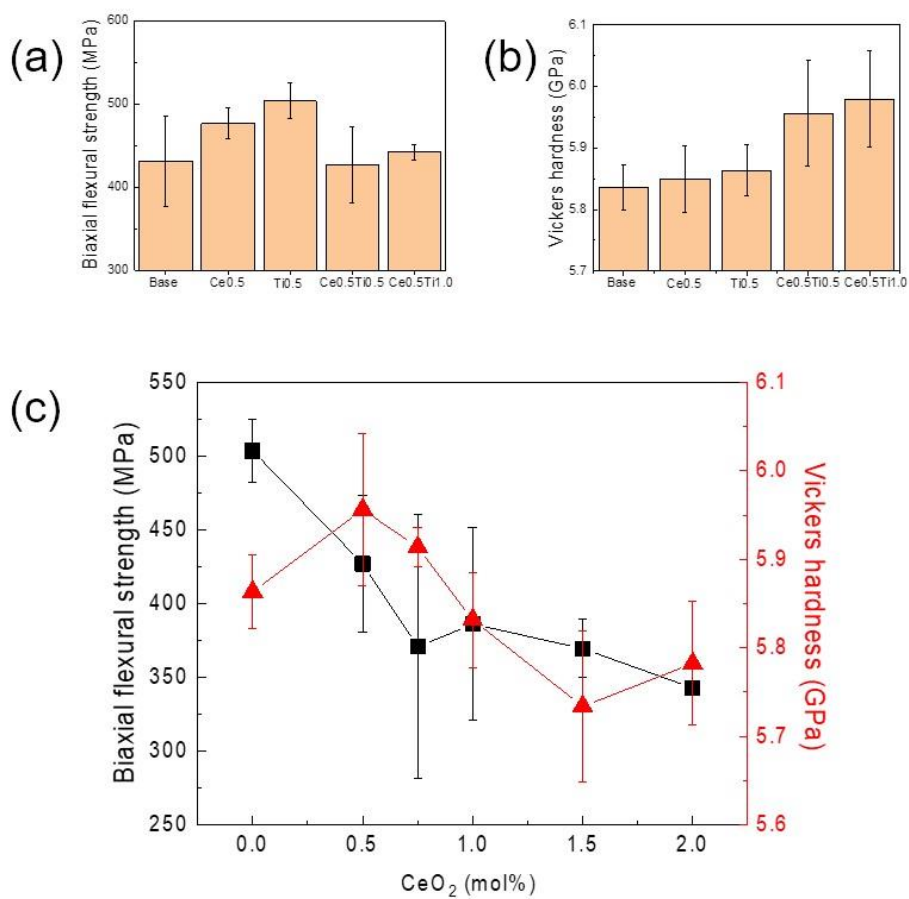 (a)
Biaxial flexural strength (MPa)
600
500
400
300
Base Ce0.5 Ti0.5 Ce0.5Ti0.5 Ce0.5Ti1.0
(b)
Vickers hardness (GPa)
6.1
6.0
5.9
5.8
5.7
Base Ce0.5 Ti0.5 Ce0.5Ti0.5 Ce0.5Ti1.0
(c)
Biaxial flexural strength (MPa)
550
500
450
400
350
300
250
0.0 0.5 1.0 1.5 2.0
CeO₂ (mol%)
6.1
6.0
5.9
5.8
5.7
5.6
Vickers hardness (GPa)